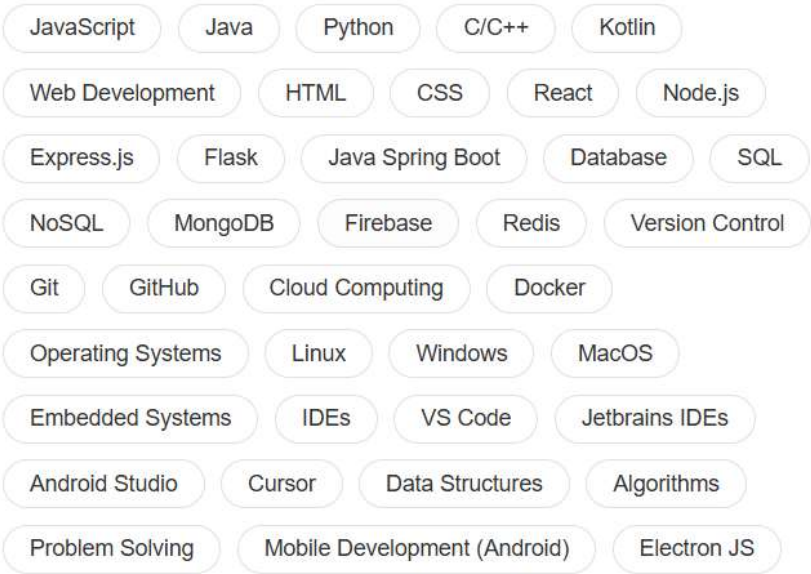 JavaScript Java Python C/C++ Kotlin
Web Development HTML CSS React Node.js
Express.js Flask Java Spring Boot Database SQL
NoSQL MongoDB Firebase Redis Version Control
Git GitHub Cloud Computing Docker
Operating Systems Linux Windows MacOS
Embedded Systems IDEs VS Code Jetbrains IDEs
Android Studio Cursor Data Structures Algorithms
Problem Solving Mobile Development (Android) Electron JS